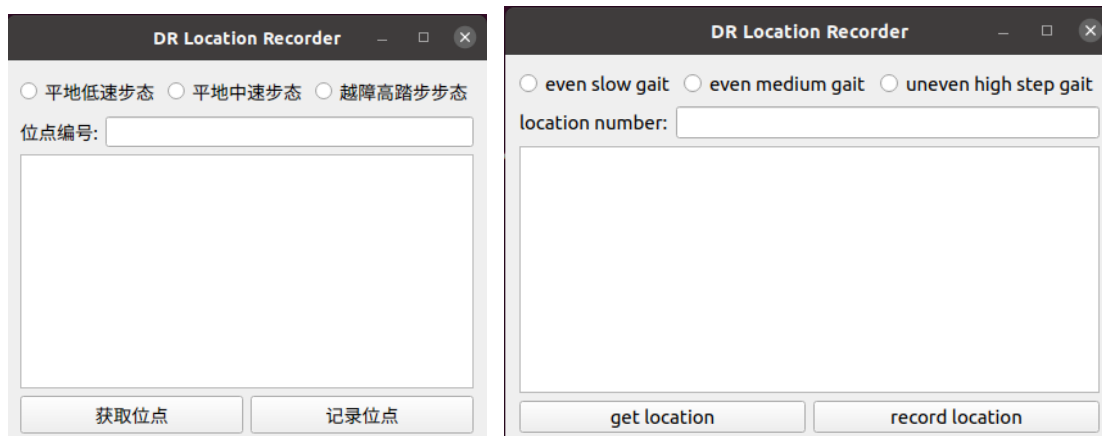 DR Location Recorder
平地低速步态 平地中速步态 越障高踏步步态
位点编号:
获取位点 记录位点
DR Location Recorder
even slow gait even medium gait uneven high step gait
location number:
get location record location